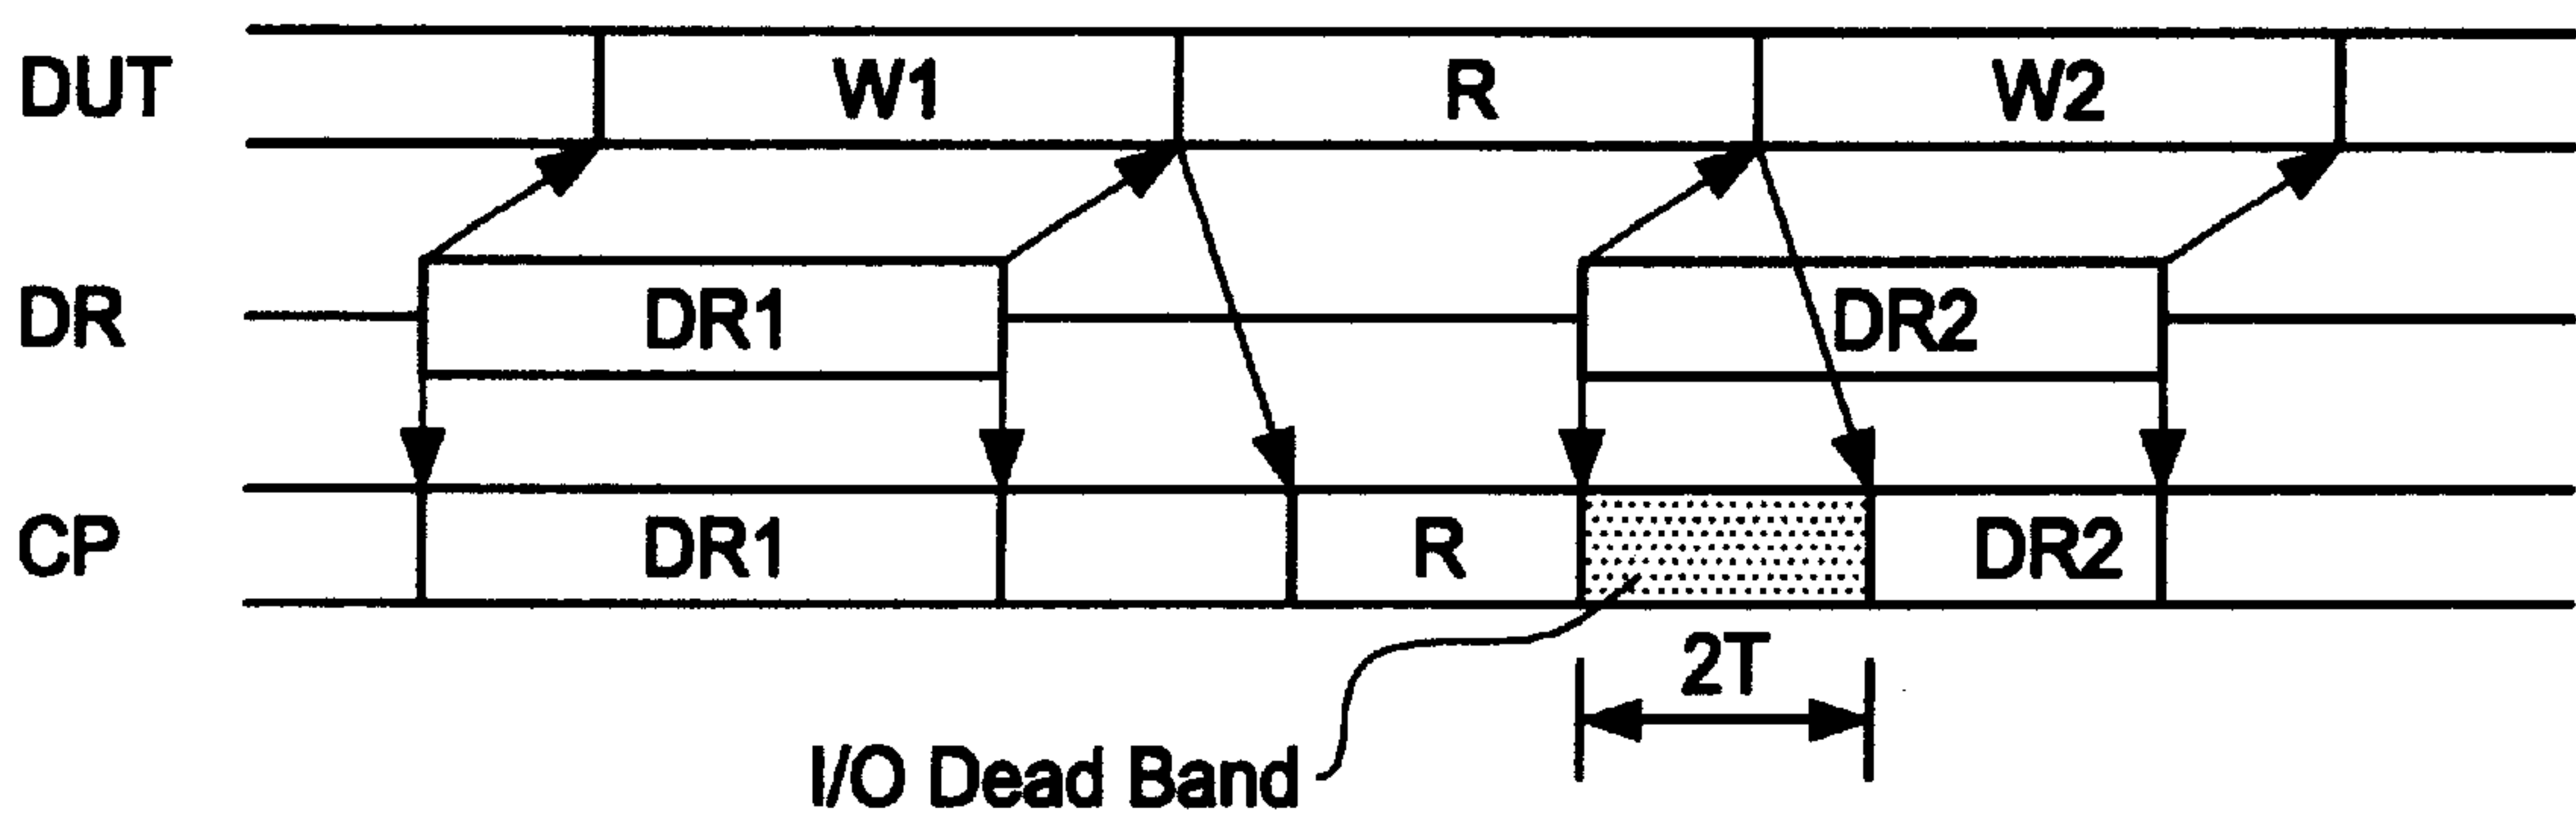 DUT W1 R W2
DR DR1 DR2
CP DR1 R DR2
2T
I/O Dead Band